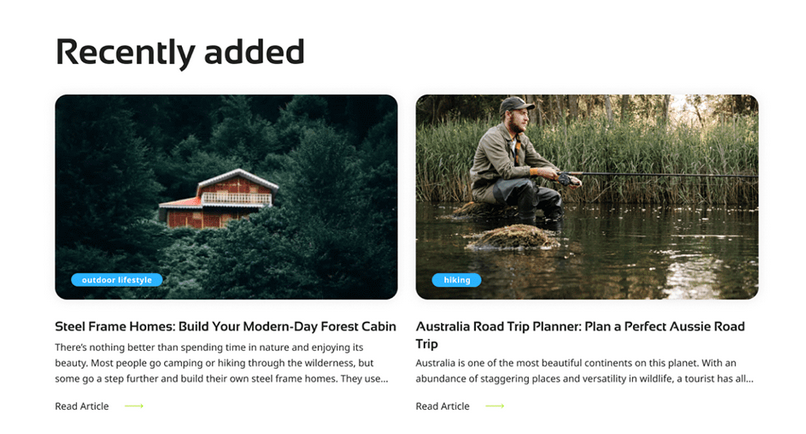 Recently added
outdoor lifestyle
hiking
Steel Frame Homes: Build Your Modern-Day Forest Cabin
There's nothing better than spending time in nature and enjoying its
beauty. Most people go camping or hiking through the wilderness, but
some go a step further and build their own steel frame homes. They use...
Read Article
Australia Road Trip Planner: Plan a Perfect Aussie Road
Trip
Australia is one of the most beautiful continents on this planet. With an
abundance of staggering places and versatility in wildlife, a tourist has all...
Read Article